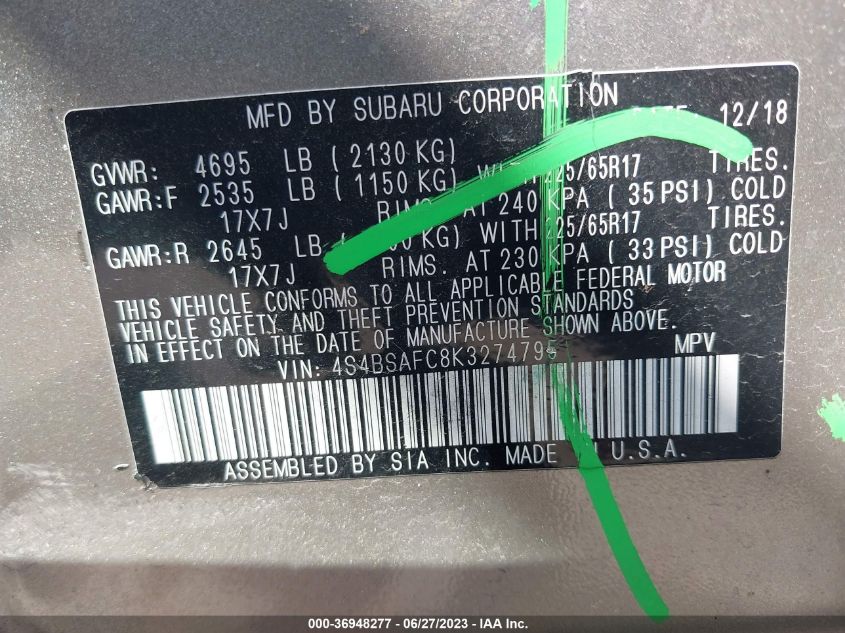 MFD BY SUBARU CORPORATION 12/18
GVWR: 4695 LB ( 2130 KG)
GAWR:F 2535 LB ( 1150 KG) WITH 225/65R17 TIRES.
17X7J RIMS. AT 240 KPA ( 35 PSI) COLD
GAWR:R 2645 LB ( KG) WITH 225/65R17 TIRES.
17X7J RIMS. AT 230 KPA ( 33 PSI) COLD
THIS VEHICLE CONFORMS TO ALL APPLICABLE FEDERAL MOTOR
VEHICLE SAFETY AND THEFT PREVENTION STANDARDS
IN EFFECT ON THE DATE OF MANUFACTURE SHOWN ABOVE.
VIN: 4S4BSAFC8K3274795 MPV
ASSEMBLED BY SIA INC. MADE U.S.A.
000-36948277 - 06/27/2023 - IAA Inc.